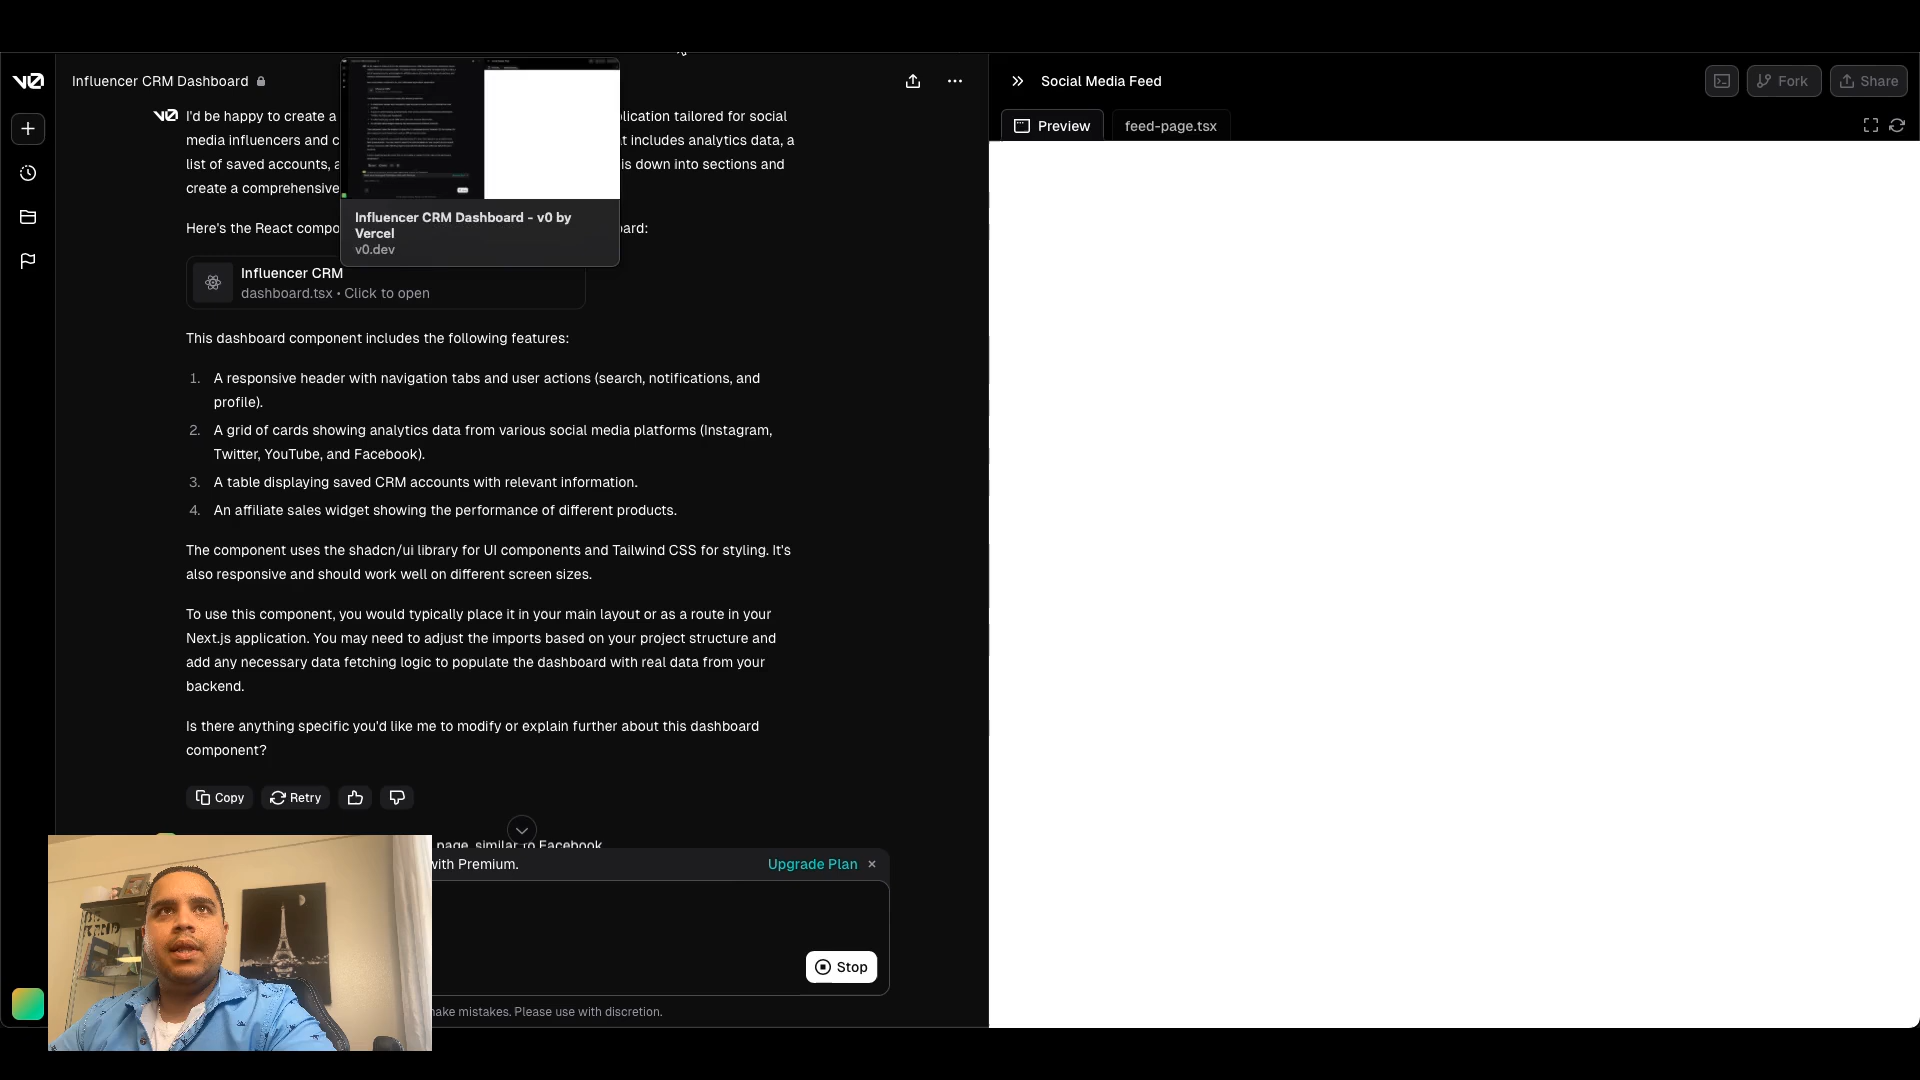 Influencer CRM Dashboard
I'd be happy to create a
lication tailored for social
media influencers and c
t includes analytics data, a
list of saved accounts, a
is down into sections and
create a comprehensive
Influencer CRM Dashboard - v0 by
Vercel
v0.dev
Here's the React compo
ard:
Influencer CRM
dashboard.tsx • Click to open
This dashboard component includes the following features:
1. A responsive header with navigation tabs and user actions (search, notifications, and
profile).
2. A grid of cards showing analytics data from various social media platforms (Instagram,
Twitter, YouTube, and Facebook).
3. A table displaying saved CRM accounts with relevant information.
4. An affiliate sales widget showing the performance of different products.
The component uses the shadcn/ui library for UI components and Tailwind CSS for styling. It's
also responsive and should work well on different screen sizes.
To use this component, you would typically place it in your main layout or as a route in your
Next.js application. You may need to adjust the imports based on your project structure and
add any necessary data fetching logic to populate the dashboard with real data from your
backend.
Is there anything specific you'd like me to modify or explain further about this dashboard
component?
Copy Retry
page, similar to Facebook
with Premium.
Upgrade Plan ×
Stop
make mistakes. Please use with discretion.
Social Media Feed
Fork Share
Preview feed-page.tsx